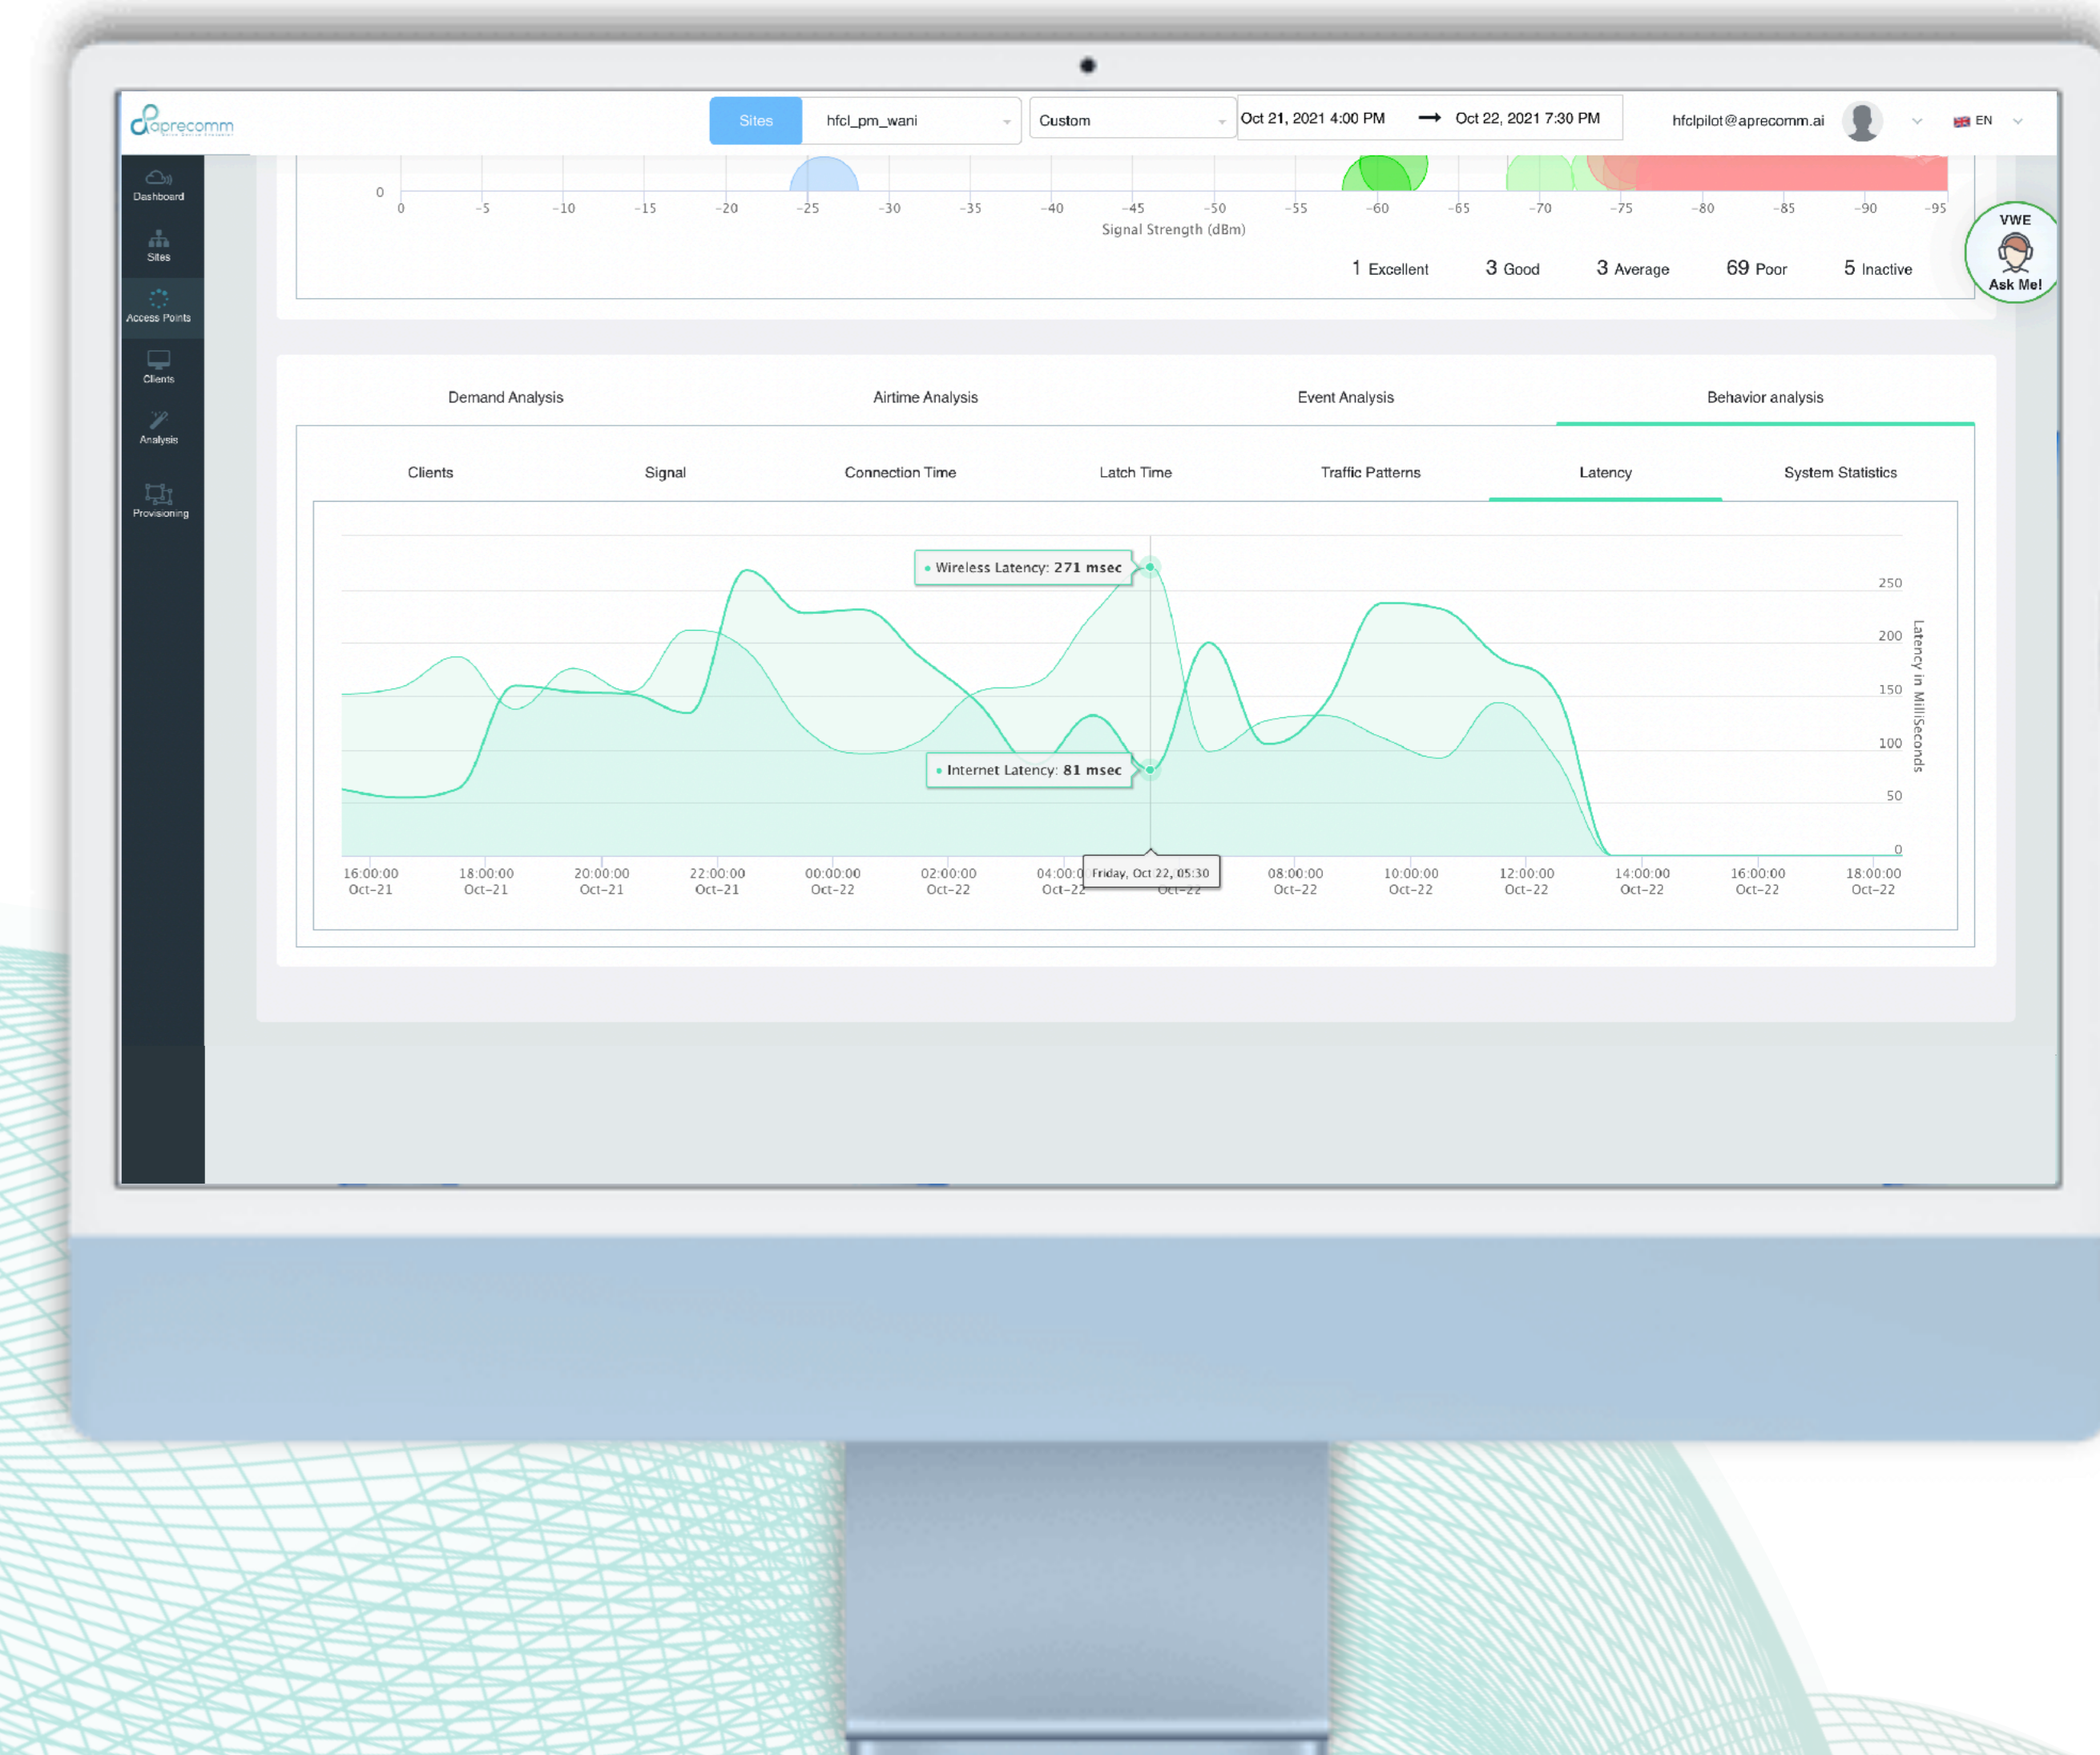 aprecomm
Sites
hfcl_pm_wani
Custom
Oct 21, 2021 4:00 PM → Oct 22, 2021 7:30 PM
hfclpilot@aprecomm.ai
EN
Dashboard
Sites
Access Points
Clients
Analysis
Provisioning
0
0 -5 -10 -15 -20 -25 -30 -35 -40 -45 -50 -55 -60 -65 -70 -75 -80 -85 -90 -95
Signal Strength (dBm)
1 Excellent 3 Good 3 Average 69 Poor 5 Inactive
VWE
Ask Me!
Demand Analysis Airtime Analysis Event Analysis Behavior analysis
Clients Signal Connection Time Latch Time Traffic Patterns Latency System Statistics
Wireless Latency: 271 msec
Internet Latency: 81 msec
250
200
150
100
50
0
Latency in MilliSeconds
16:00:00 18:00:00 20:00:00 22:00:00 00:00:00 02:00:00 04:00:0 Friday, Oct 22, 05:30 08:00:00 10:00:00 12:00:00 14:00:00 16:00:00 18:00:00
Oct-21 Oct-21 Oct-21 Oct-21 Oct-22 Oct-22 Oct-22 Oct-22 Oct-22 Oct-22 Oct-22 Oct-22 Oct-22 Oct-22